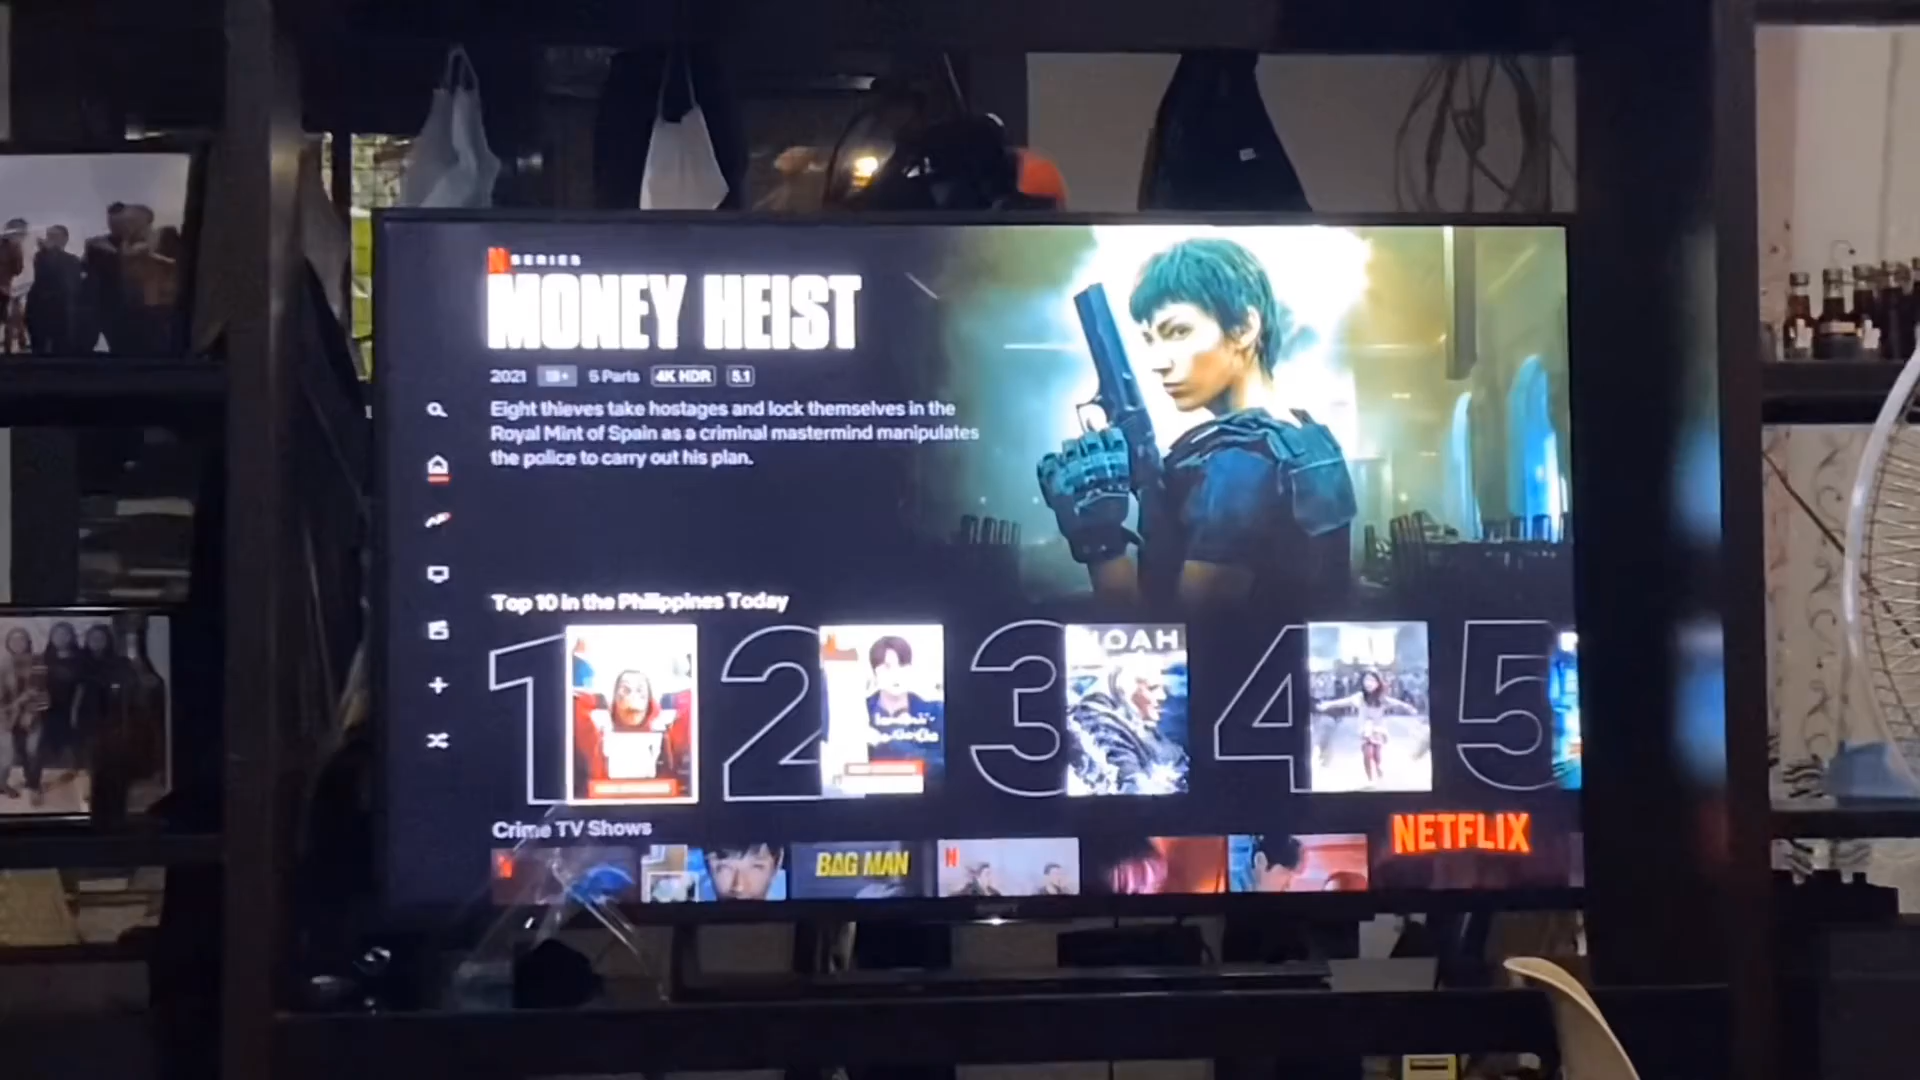 N SERIES
MONEY HEIST
2021 18+ 5 Parts 4K HDR 5.1
Eight thieves take hostages and lock themselves in the
Royal Mint of Spain as a criminal mastermind manipulates
the police to carry out his plan.
Top 10 in the Philippines Today
1 2 3 NOAH 4 5
Crime TV Shows
N BAG MAN N
NETFLIX